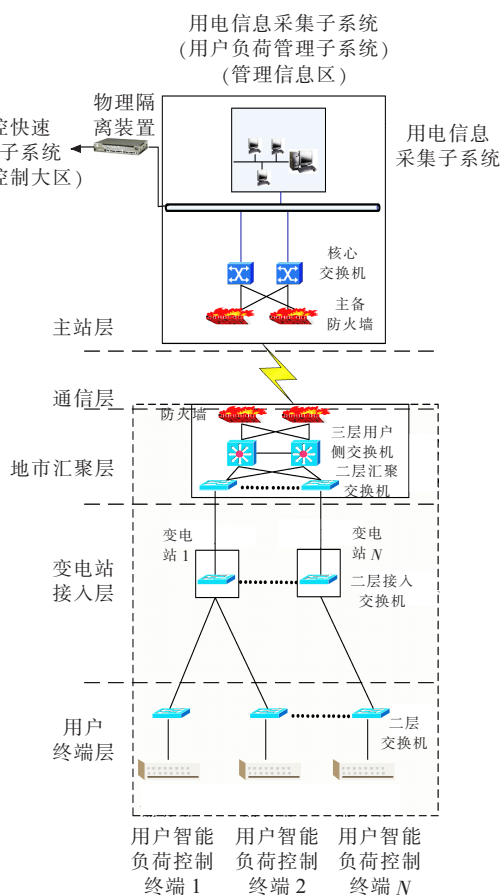 用电信息采集子系统
(用户负荷管理子系统)
(管理信息区)
物理隔
离装置
控快速
子系统
控制大区)
用电信息
采集子系统
核心
交换机
主备
防火墙
主站层
通信层
防火墙
三层用户
侧交换机
地市汇聚层
二层汇聚
交换机
变电
站 1
变电
站 N
变电站
接入层
二层接入
交换机
用户
终端层
二层
交换机
用户智能
负荷控制
终端 1
用户智能
负荷控制
终端 2
用户智能
负荷控制
终端 N